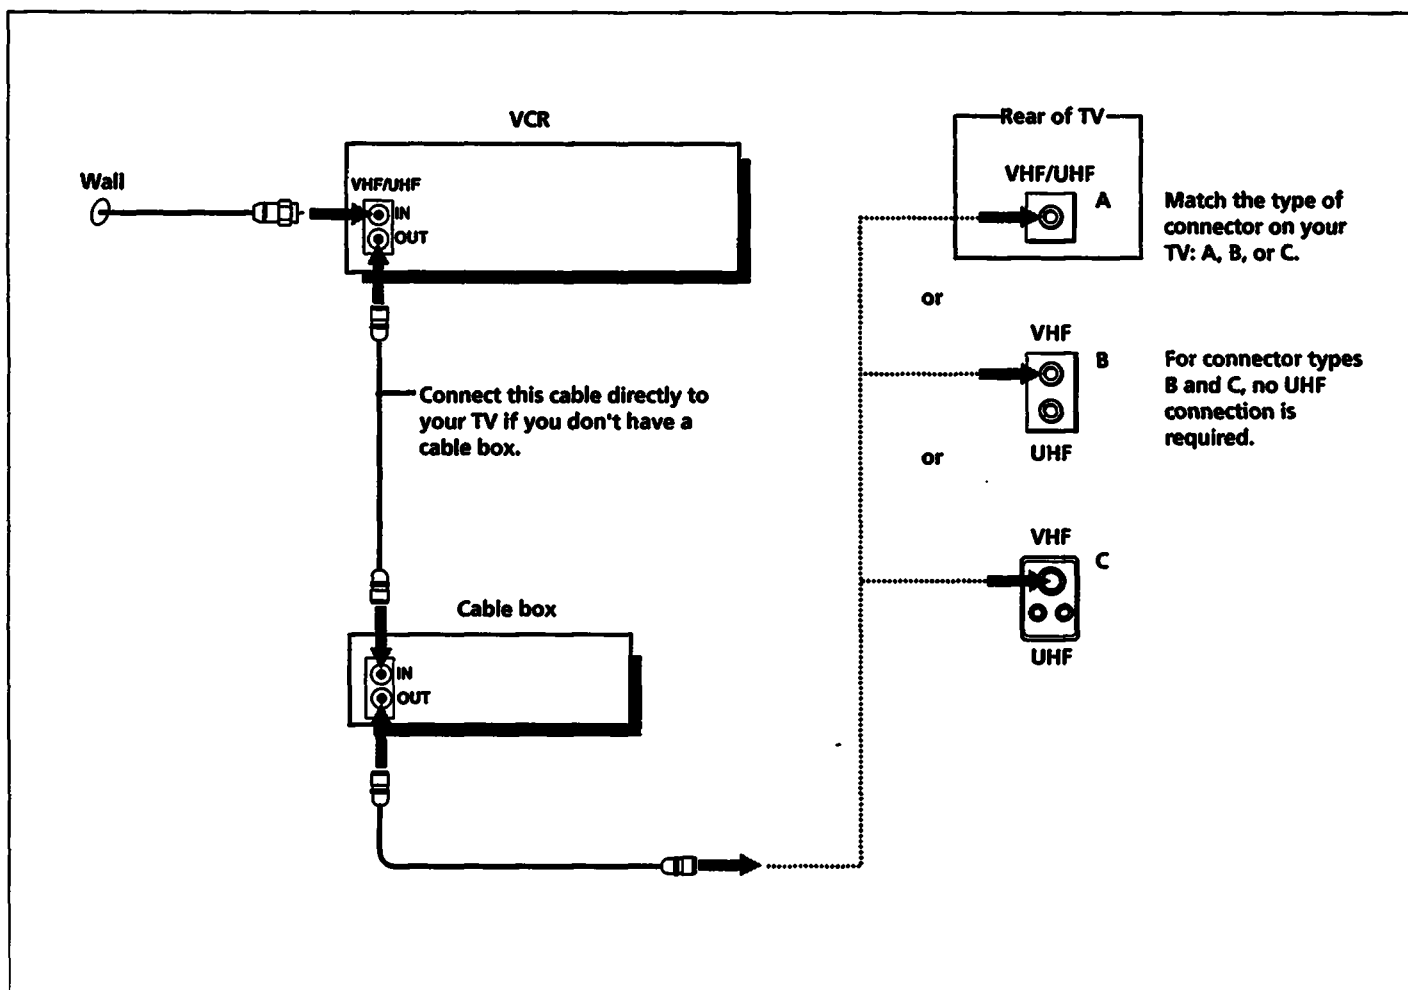 VCR
Wall
VHF/UHF
IN
OUT
Connect this cable directly to
your TV if you don't have a
cable box.
Cable box
IN
OUT
Rear of TV
VHF/UHF
A
Match the type of
connector on your
TV: A, B, or C.
or
VHF
B
UHF
For connector types
B and C, no UHF
connection is
required.
or
VHF
C
UHF